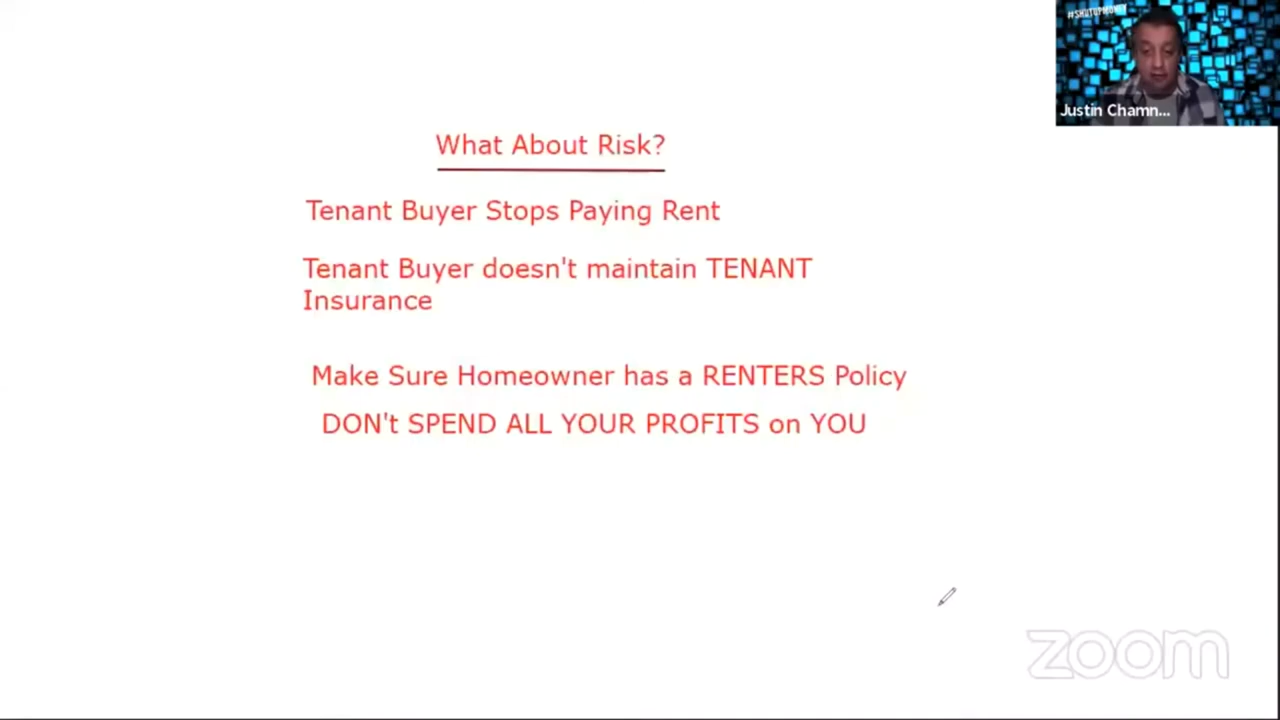 #SHUTUPMONEY
Justin Chamn...
What About Risk?
Tenant Buyer Stops Paying Rent
Tenant Buyer doesn't maintain TENANT
Insurance
Make Sure Homeowner has a RENTERS Policy
DON't SPEND ALL YOUR PROFITS on YOU
zoom